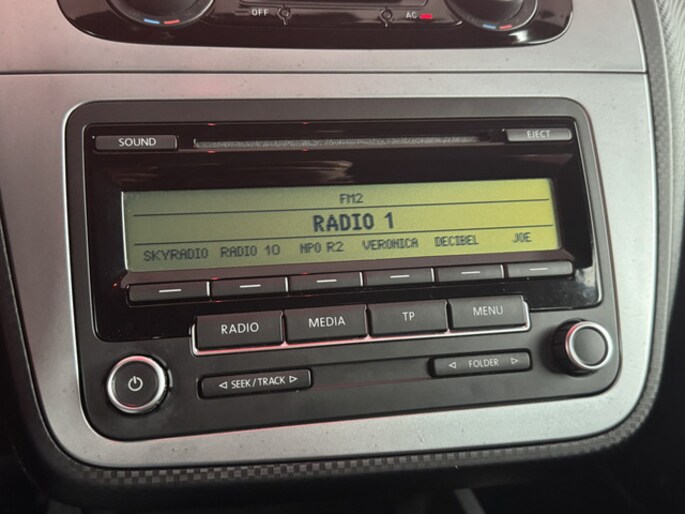 OFF AC
SOUND EJECT
FM2
RADIO 1
SKYRADIO RADIO 10 NPO R2 VERONICA DECIBEL JOE
RADIO MEDIA TP MENU
SEEK/TRACK FOLDER